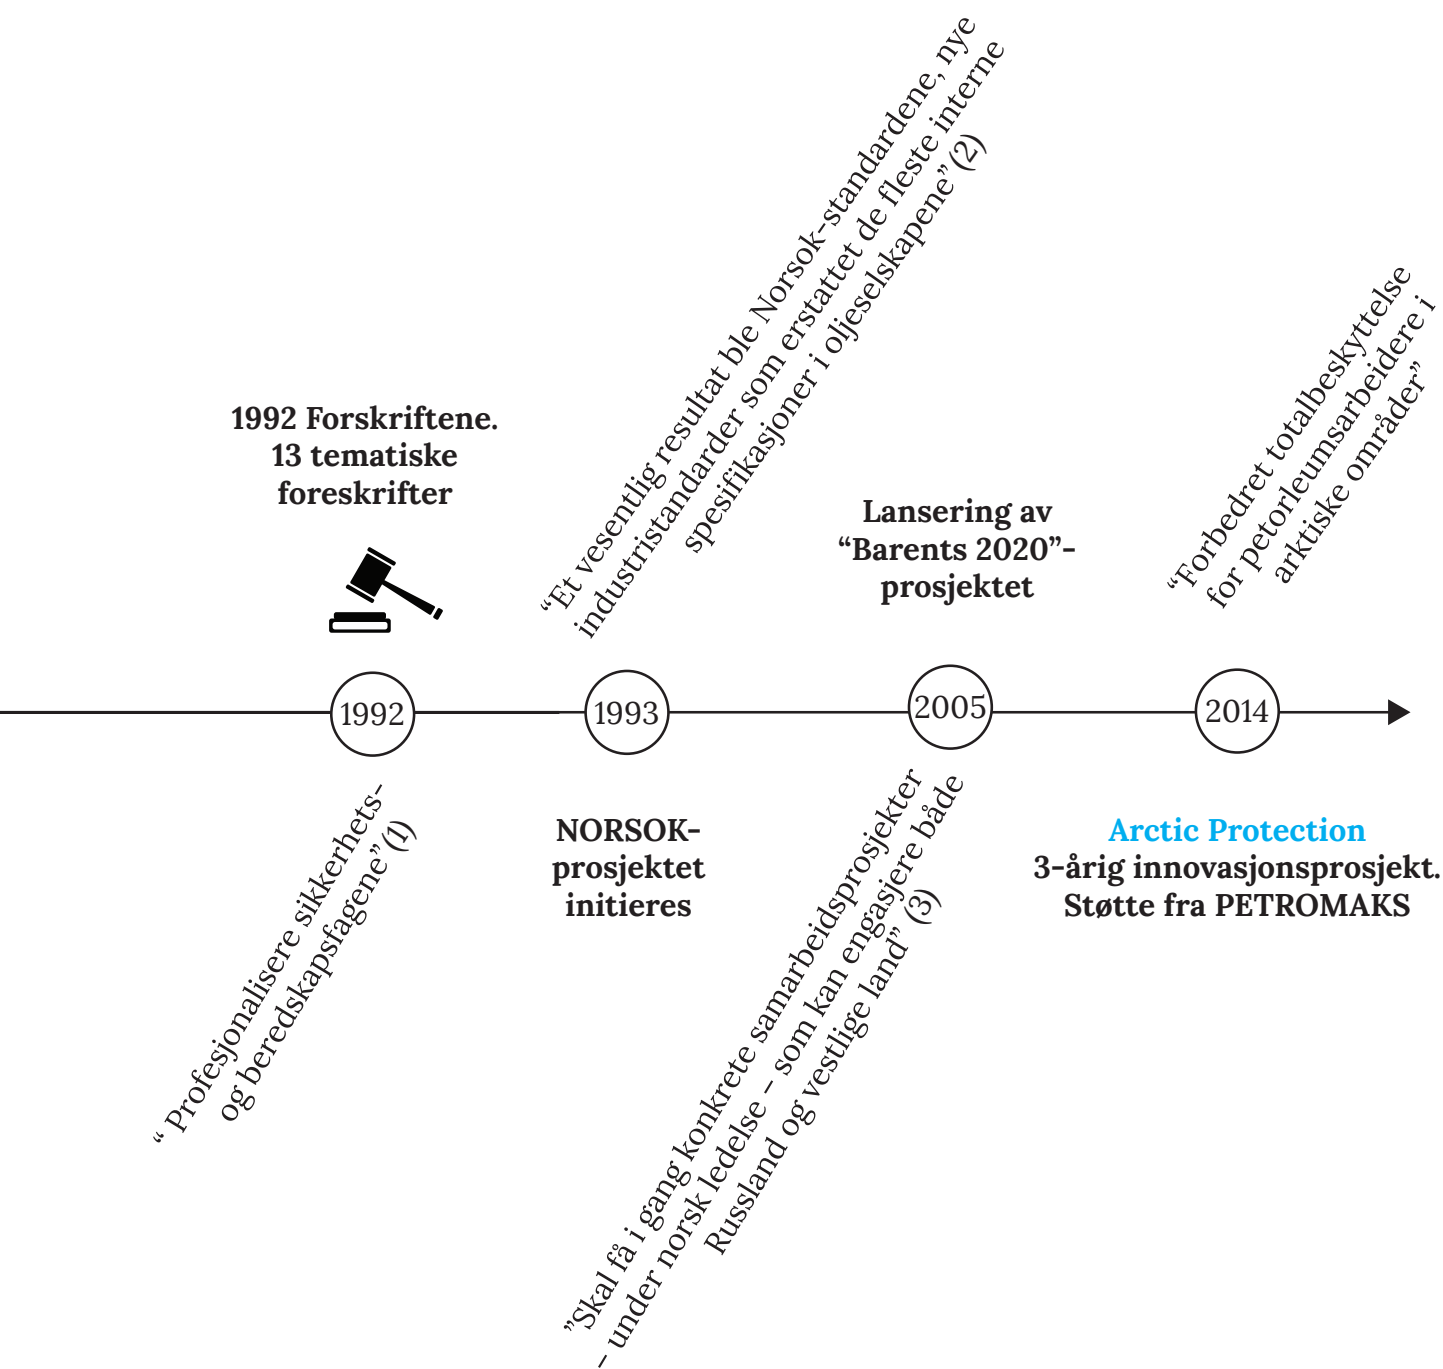 1992 Forskriftene.
13 tematiske
foreskrifter
1992
“ Profesjonalisere sikkerhets-
og beredskapsfagene” (1)
“Et vesentlig resultat ble Norsok-standardene, nye
industristandarder som erstattet de fleste interne
spesifikasjoner i oljeselskapene” (2)
1993
NORSOK-
prosjektet
initieres
Lansering av
“Barents 2020”-
prosjektet
2005
”Skal få i gang konkrete samarbeidsprosjekter
– under norsk ledelse – som kan engasjere både
Russland og vestlige land” (3)
“Forbedret totalbeskyttelse
for petorleumsarbeidere i
arktiske områder”
2014
Arctic Protection
3-årig innovasjonsprosjekt.
Støtte fra PETROMAKS